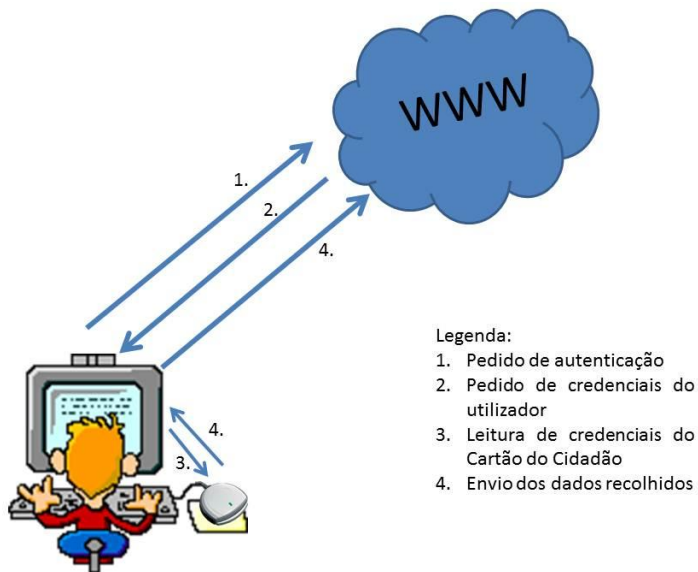 WWW
1.
2.
4.
4.
3.
Legenda:
1. Pedido de autenticação
2. Pedido de credenciais do
utilizador
3. Leitura de credenciais do
Cartão do Cidadão
4. Envio dos dados recolhidos